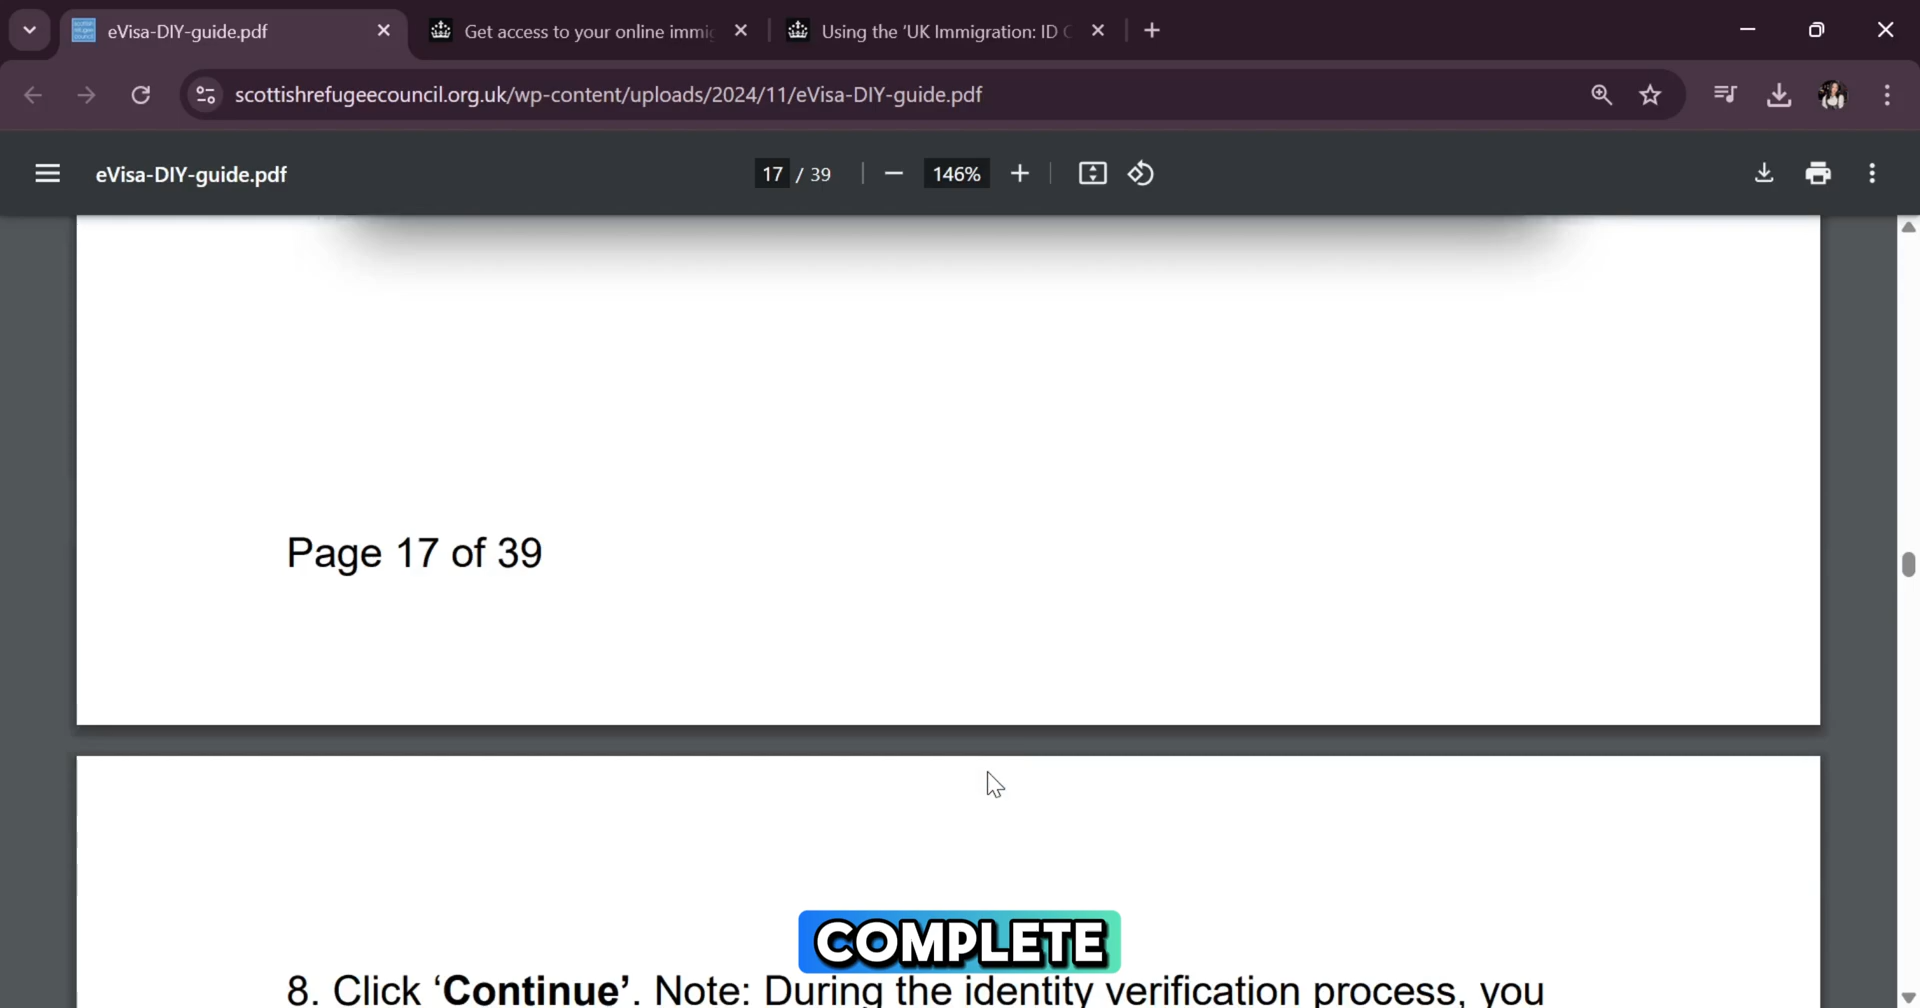 eVisa-DIY-guide.pdf
Get access to your online immig
Using the ‘UK Immigration: ID C
scottishrefugeecouncil.org.uk/wp-content/uploads/2024/11/eVisa-DIY-guide.pdf
eVisa-DIY-guide.pdf
17 / 39
146%
Page 17 of 39
COMPLETE
8. Click ‘Continue’. Note: During the identity verification process, you